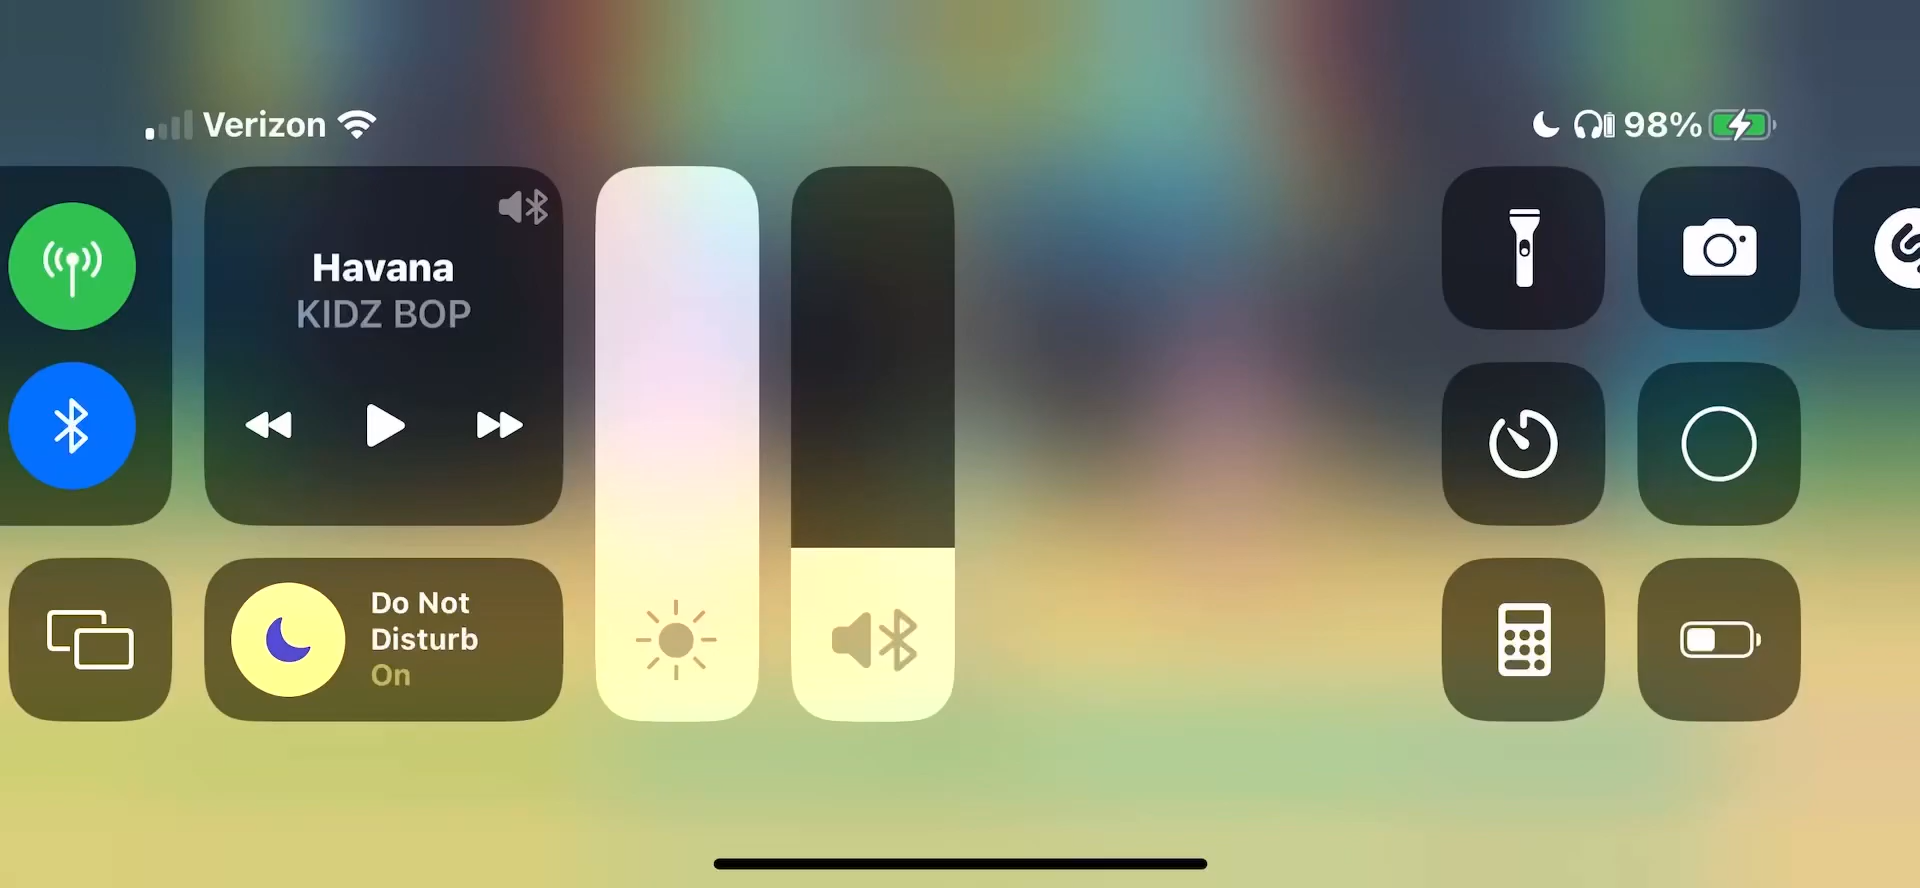 Verizon
98%
Havana
KIDZ BOP
Do Not
Disturb
On